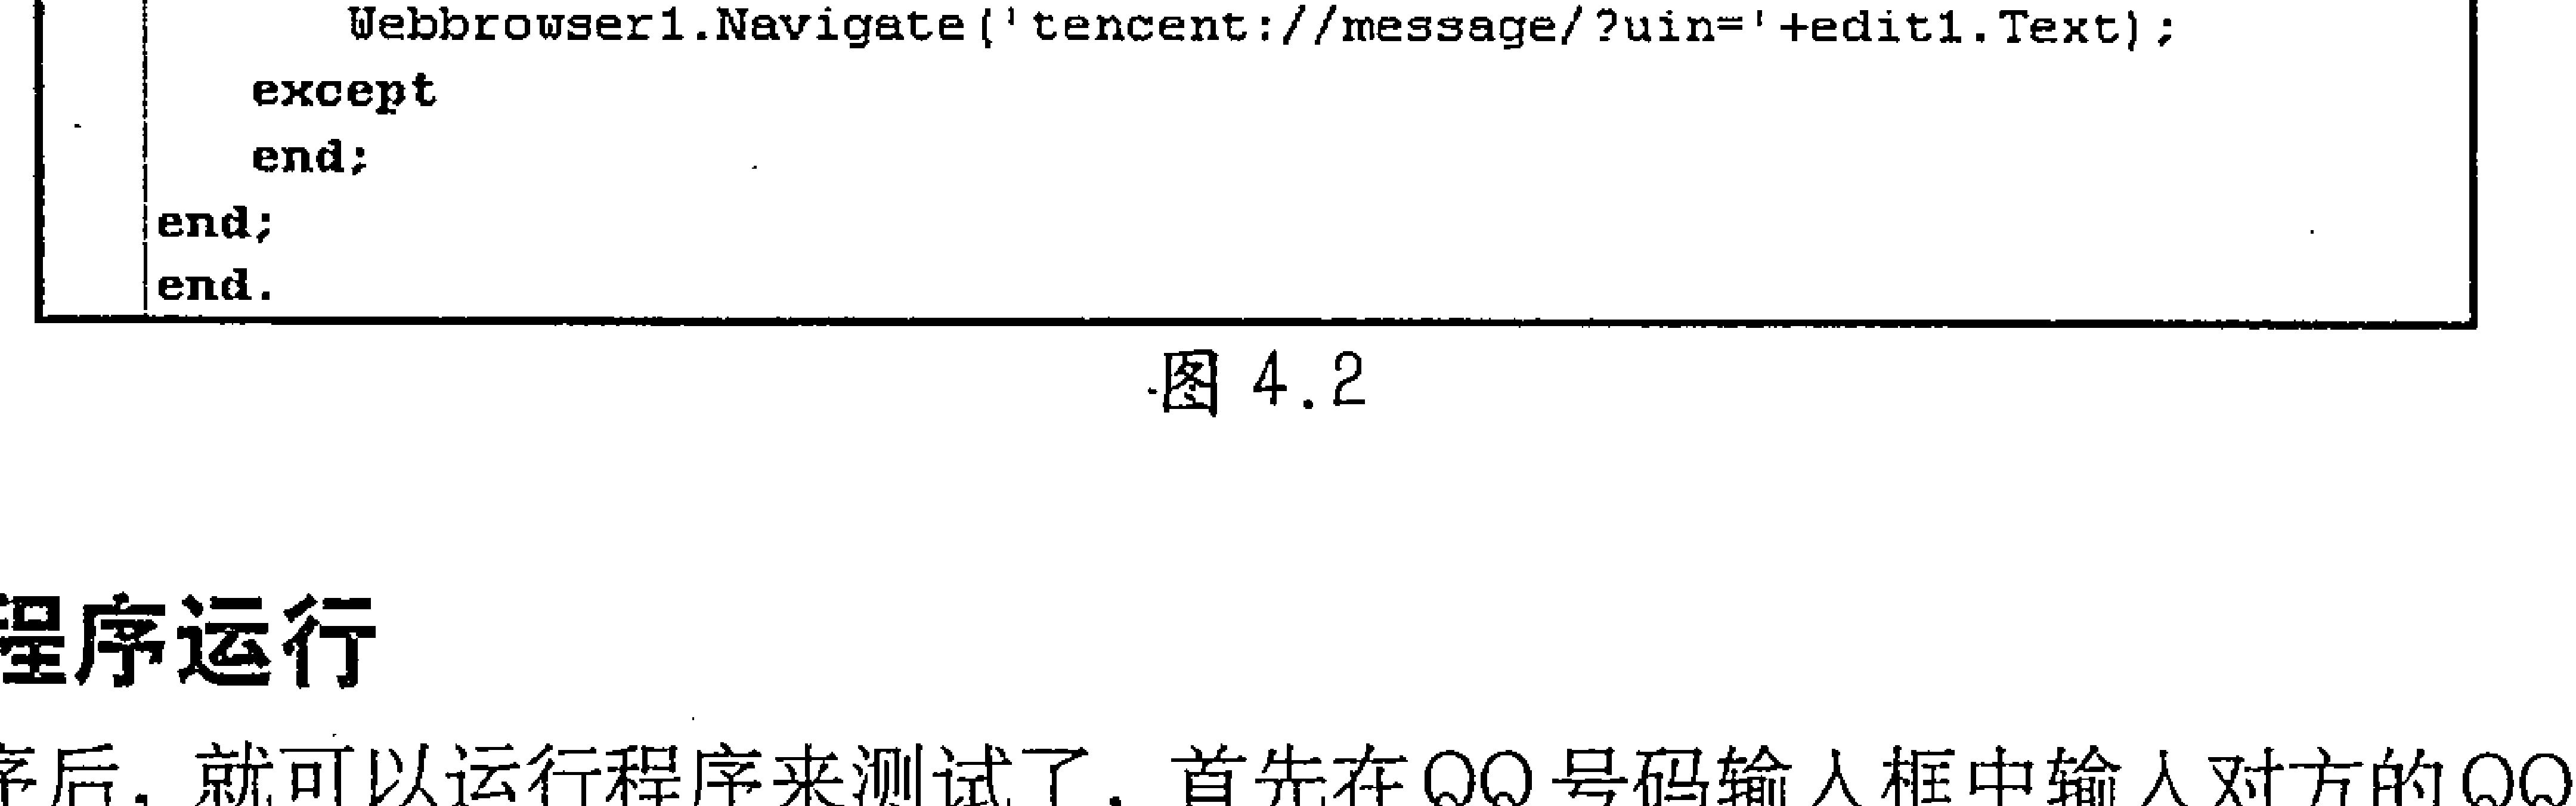 Webbrowser1.Navigate('tencent://message/?uin='+edit1.Text);
except
end;
end;
end.
图 4.2
程序运行
序后，就可以运行程序来测试了，首先在QQ号码输入框中输入对方的QQ